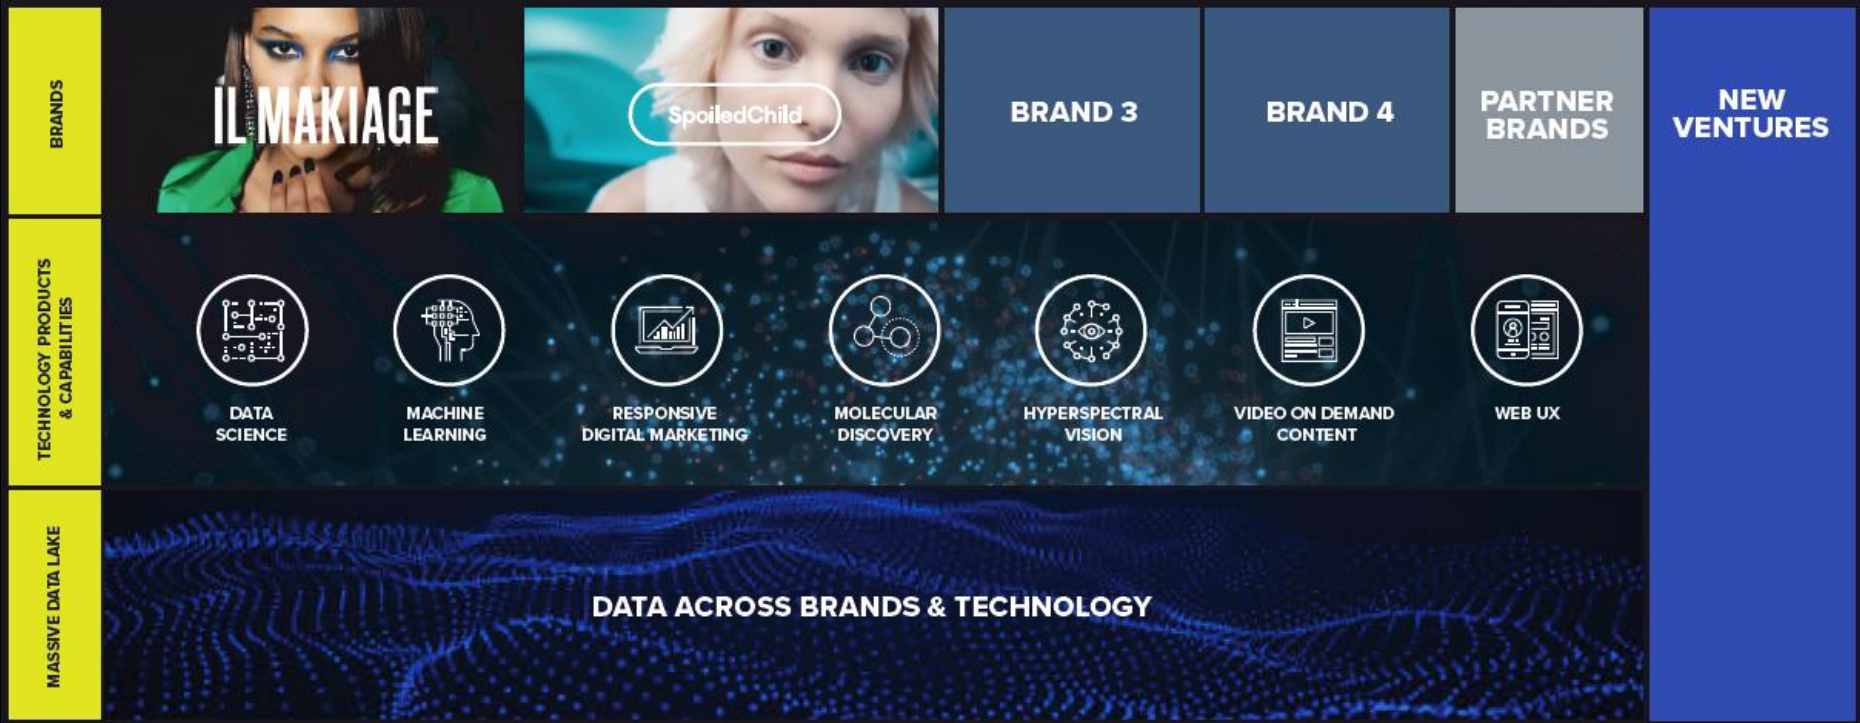 BRANDS
IL MAKIAGE
SpoiledChild
BRAND 3
BRAND 4
PARTNER
BRANDS
NEW
VENTURES
TECHNOLOGY PRODUCTS
& CAPABILITIES
DATA
SCIENCE
MACHINE
LEARNING
RESPONSIVE
DIGITAL MARKETING
MOLECULAR
DISCOVERY
HYPERSPECTRAL
VISION
VIDEO ON DEMAND
CONTENT
WEB UX
MASSIVE DATA LAKE
DATA ACROSS BRANDS & TECHNOLOGY